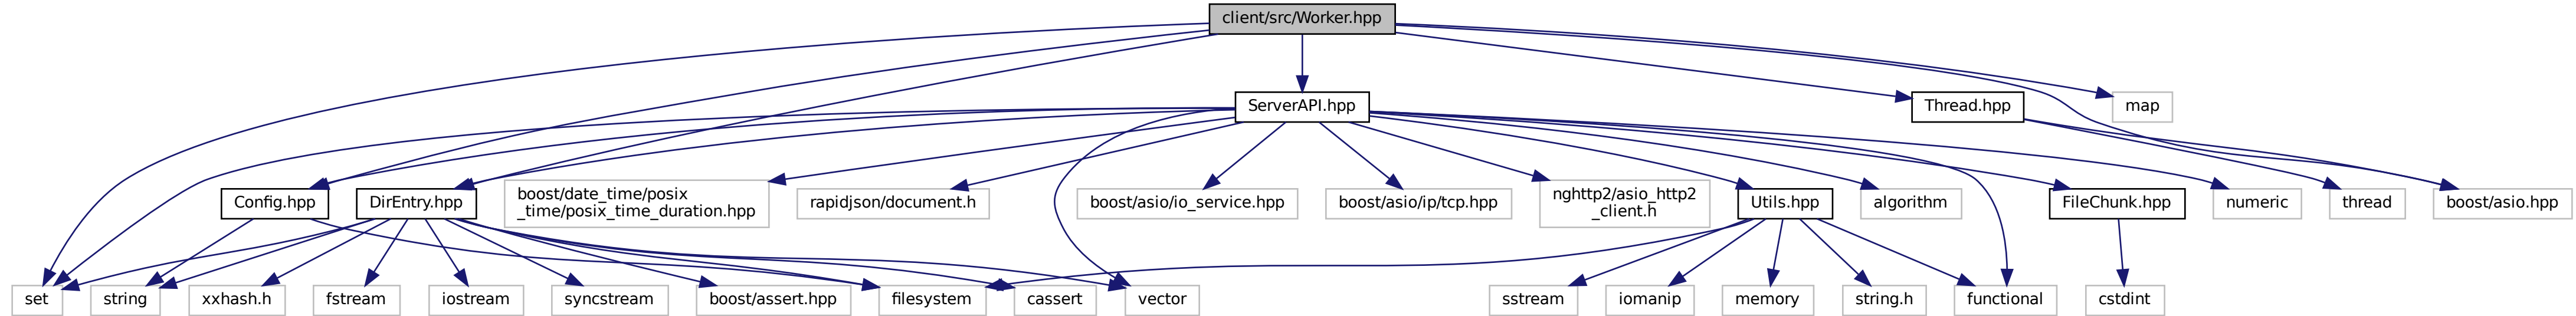 client/src/Worker.hpp
ServerAPI.hpp
Thread.hpp
map
Config.hpp
DirEntry.hpp
boost/date_time/posix
_time/posix_time_duration.hpp
rapidjson/document.h
boost/asio/io_service.hpp
boost/asio/ip/tcp.hpp
nghttp2/asio_http2
_client.h
Utils.hpp
algorithm
FileChunk.hpp
numeric
thread
boost/asio.hpp
set
string
xxhash.h
fstream
iostream
syncstream
boost/assert.hpp
filesystem
cassert
vector
sstream
iomanip
memory
string.h
functional
cstdint